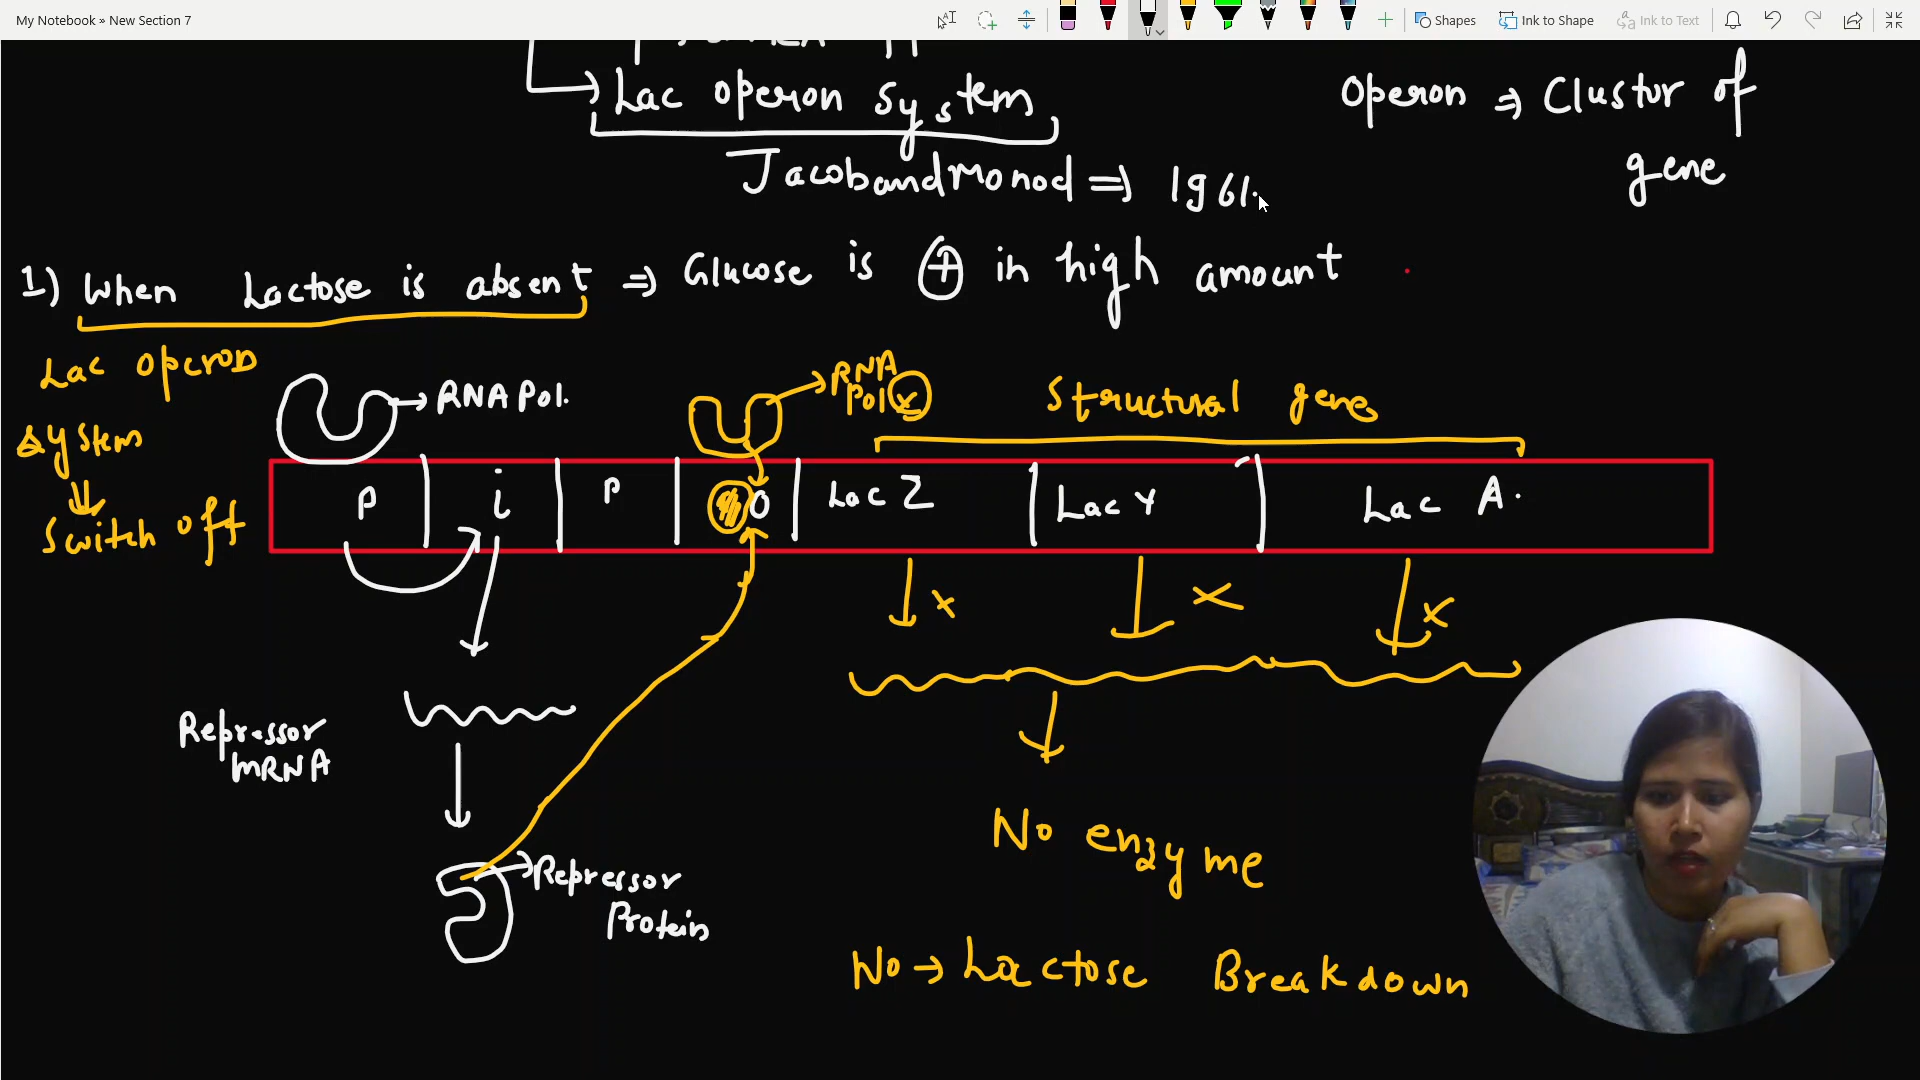 My Notebook » New Section 7
Shapes
Ink to Shape
Ink to Text
Lac operon system
Operon ⇒ Clustor of
gene
Jacob and Monod ⇒ 1961.
1) When Lactose is absent ⇒ Glucose is + in high amount
Lac operon
system
Switch off
RNA Pol.
RNA
Pol x
Structural genes
P
i
P
O
Lac Z
Lac Y
Lac A.
x
x
x
Repressor
mRNA
Repressor
Protein
No enzyme
No → Lactose Breakdown